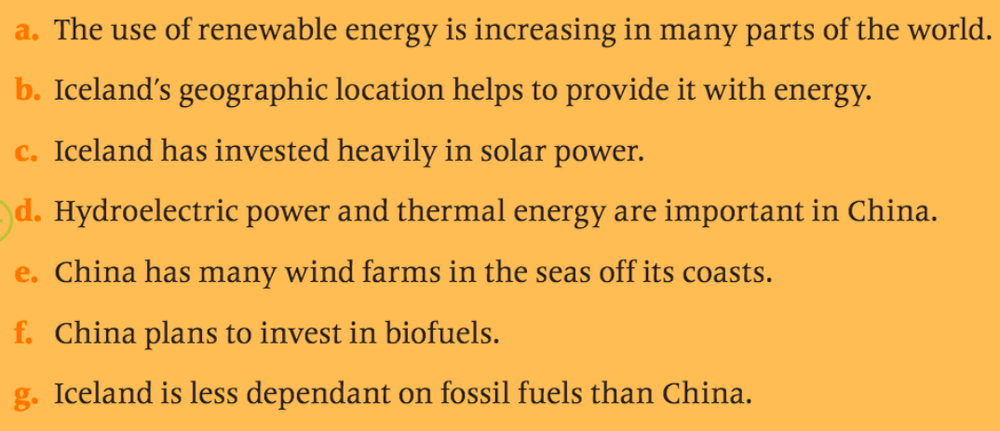 a. The use of renewable energy is increasing in many parts of the world.
b. Iceland's geographic location helps to provide it with energy.
c. Iceland has invested heavily in solar power.
d. Hydroelectric power and thermal energy are important in China.
e. China has many wind farms in the seas off its coasts.
f. China plans to invest in biofuels.
g. Iceland is less dependant on fossil fuels than China.